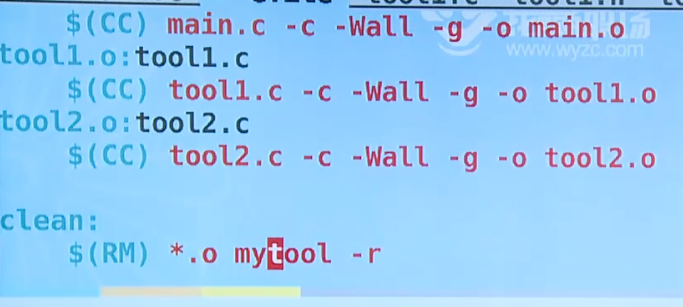 $(CC) main.c -c -Wall -g -o main.o
www.wyzc.com
tool1.o:tool1.c
$(CC) tool1.c -c -Wall -g -o tool1.o
tool2.o:tool2.c
$(CC) tool2.c -c -Wall -g -o tool2.o
clean:
$(RM) *.o mytool -r